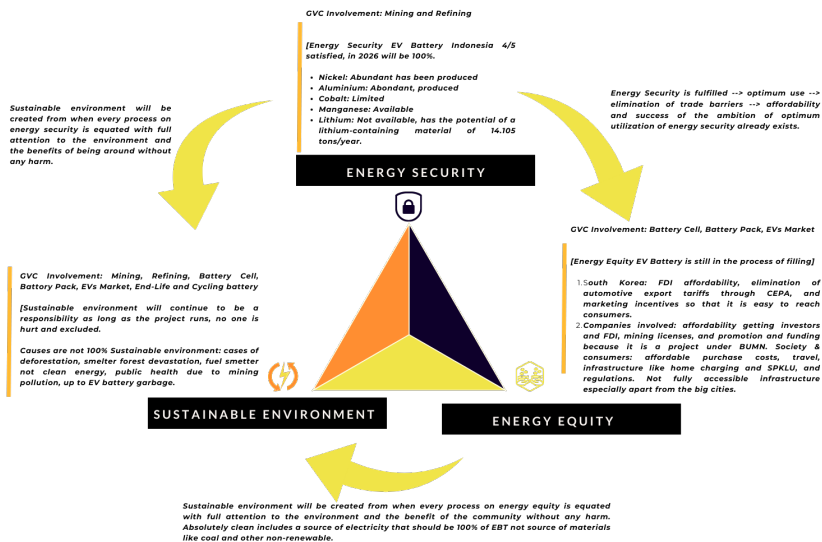 GVC Involvement: Mining and Refining
[Energy Security EV Battery Indonesia 4/5
satisfied, in 2026 will be 100%.
• Nickel: Abundant has been produced
• Aluminium: Abondant, produced
• Cobalt: Limited
• Manganese: Available
• Lithium: Not available, has the potential of a
lithium-containing material of 14.105
tons/year.
ENERGY SECURITY
Sustainable environment will be
created from when every process on
energy security is equated with full
attention to the environment and
the benefits of being around without
any harm.
Energy Security is fulfilled --> optimum use -->
elimination of trade barriers --> affordability
and success of the ambition of optimum
utilization of energy security already exists.
GVC Involvement: Battery Cell, Battery Pack, EVs Market
[Energy Equity EV Battery is still in the process of filling]
1. South Korea: FDI affordability, elimination of
automotive export tariffs through CEPA, and
marketing incentives so that it is easy to reach
consumers.
2. Companies involved: affordability getting investors
and FDI, mining licenses, and promotion and funding
because it is a project under BUMN. Society &
consumers: affordable purchase costs, travel,
infrastructure like home charging and SPKLU, and
regulations. Not fully accessible infrastructure
especially apart from the big cities.
GVC Involvement: Mining, Refining, Battery Cell,
Battory Pack, EVs Market, End-Life and Cycling battery
[Sustainable environment will continue to be a
responsibility as long as the project runs, no one is
hurt and excluded.
Causes are not 100% Sustainable environment: cases of
deforestation, smelter forest devastation, fuel smetter
not clean energy, public health due to mining
pollution, up to EV battery garbage.
SUSTAINABLE ENVIRONMENT
ENERGY EQUITY
Sustainable environment will be created from when every process on energy equity is equated
with full attention to the environment and the benefit of the community without any harm.
Absolutely clean includes a source of electricity that should be 100% of EBT not source of materials
like coal and other non-renewable.